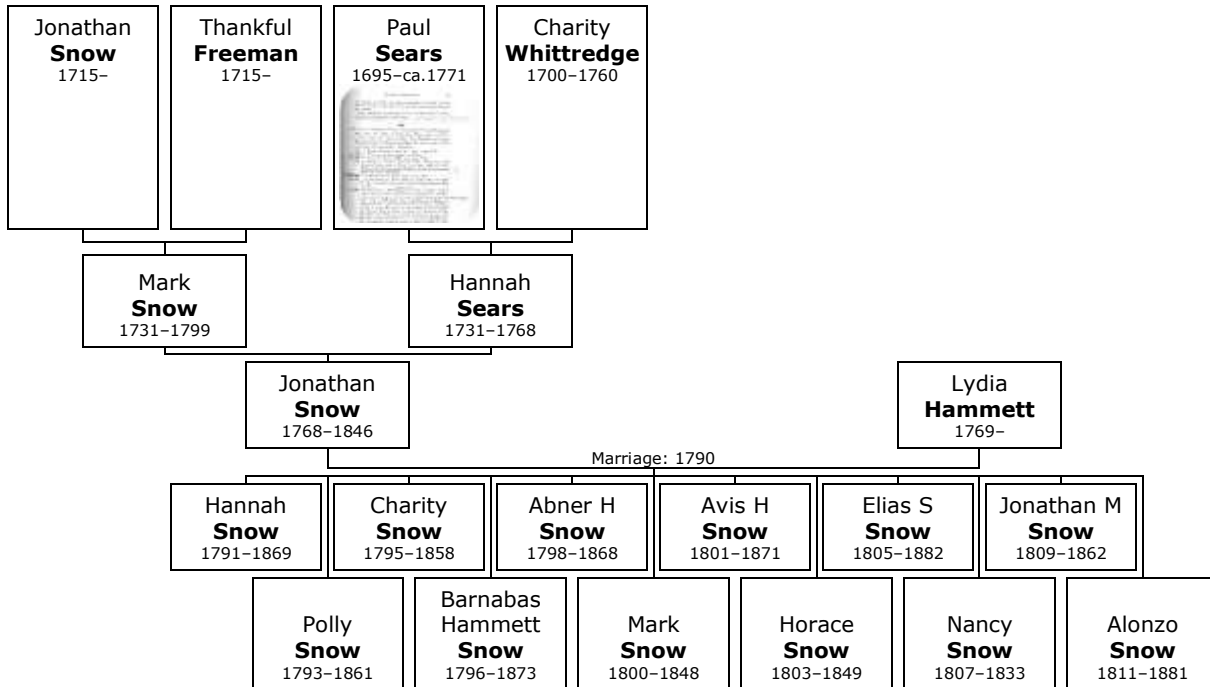 Jonathan
Snow
1715–
Thankful
Freeman
1715–
Paul
Sears
1695–ca.1771
Charity
Whittredge
1700–1760
Mark
Snow
1731–1799
Hannah
Sears
1731–1768
Jonathan
Snow
1768–1846
Lydia
Hammett
1769–
Marriage: 1790
Hannah
Snow
1791–1869
Charity
Snow
1795–1858
Abner H
Snow
1798–1868
Avis H
Snow
1801–1871
Elias S
Snow
1805–1882
Jonathan M
Snow
1809–1862
Polly
Snow
1793–1861
Barnabas
Hammett
Snow
1796–1873
Mark
Snow
1800–1848
Horace
Snow
1803–1849
Nancy
Snow
1807–1833
Alonzo
Snow
1811–1881